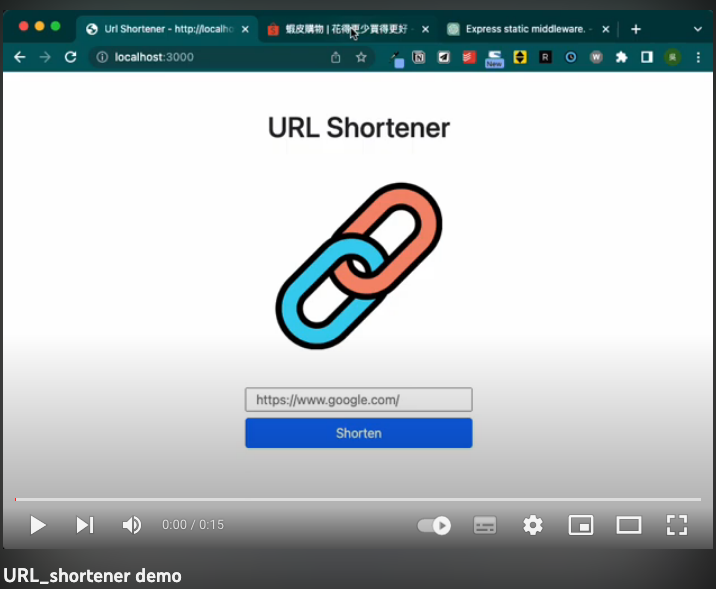 Url Shortener - http://localho
蝦皮購物 | 花得更少買得更好
Express static middleware.
localhost:3000
New
URL Shortener
https://www.google.com/
Shorten
0:00 / 0:15
URL_shortener demo